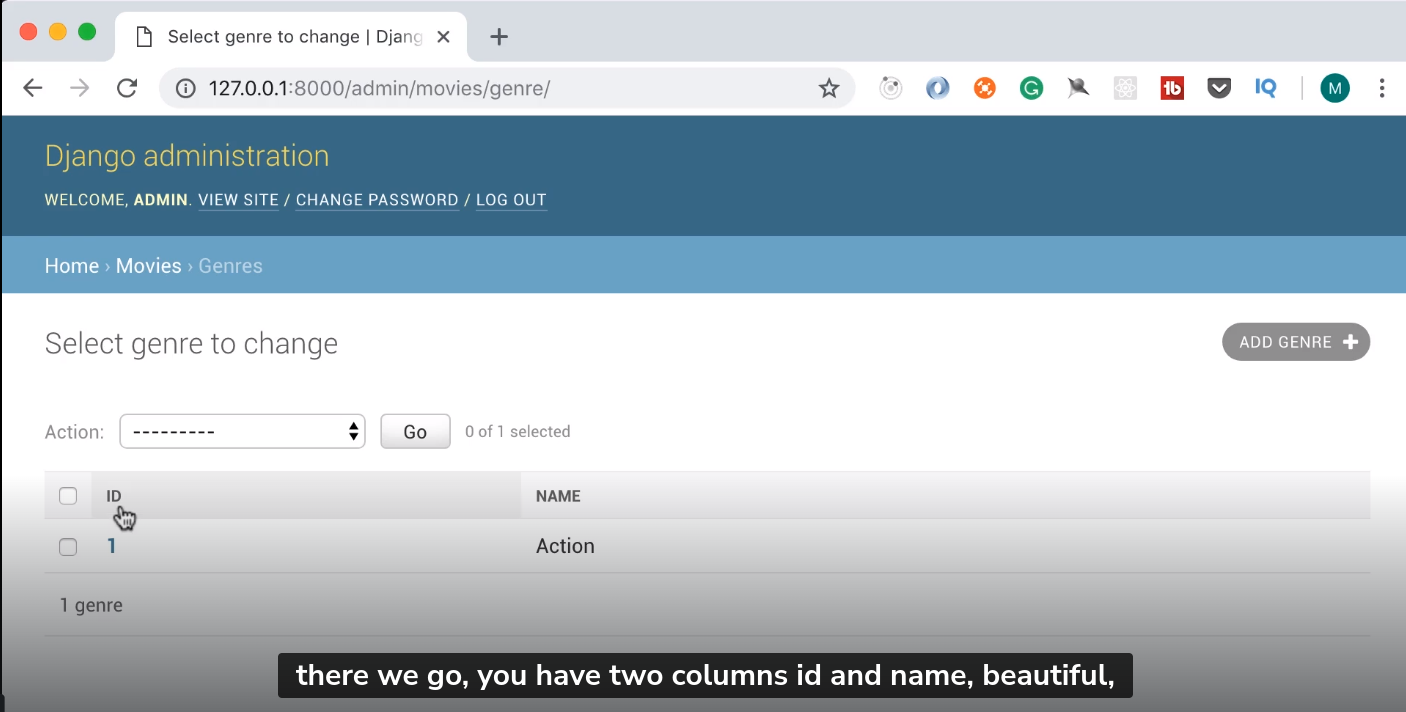 Select genre to change | Djang
127.0.0.1:8000/admin/movies/genre/
G
1b
IQ
M
Django administration
WELCOME, ADMIN. VIEW SITE / CHANGE PASSWORD / LOG OUT
Home › Movies › Genres
Select genre to change
ADD GENRE
Action: --------- Go 0 of 1 selected
ID NAME
1 Action
1 genre
there we go, you have two columns id and name, beautiful,